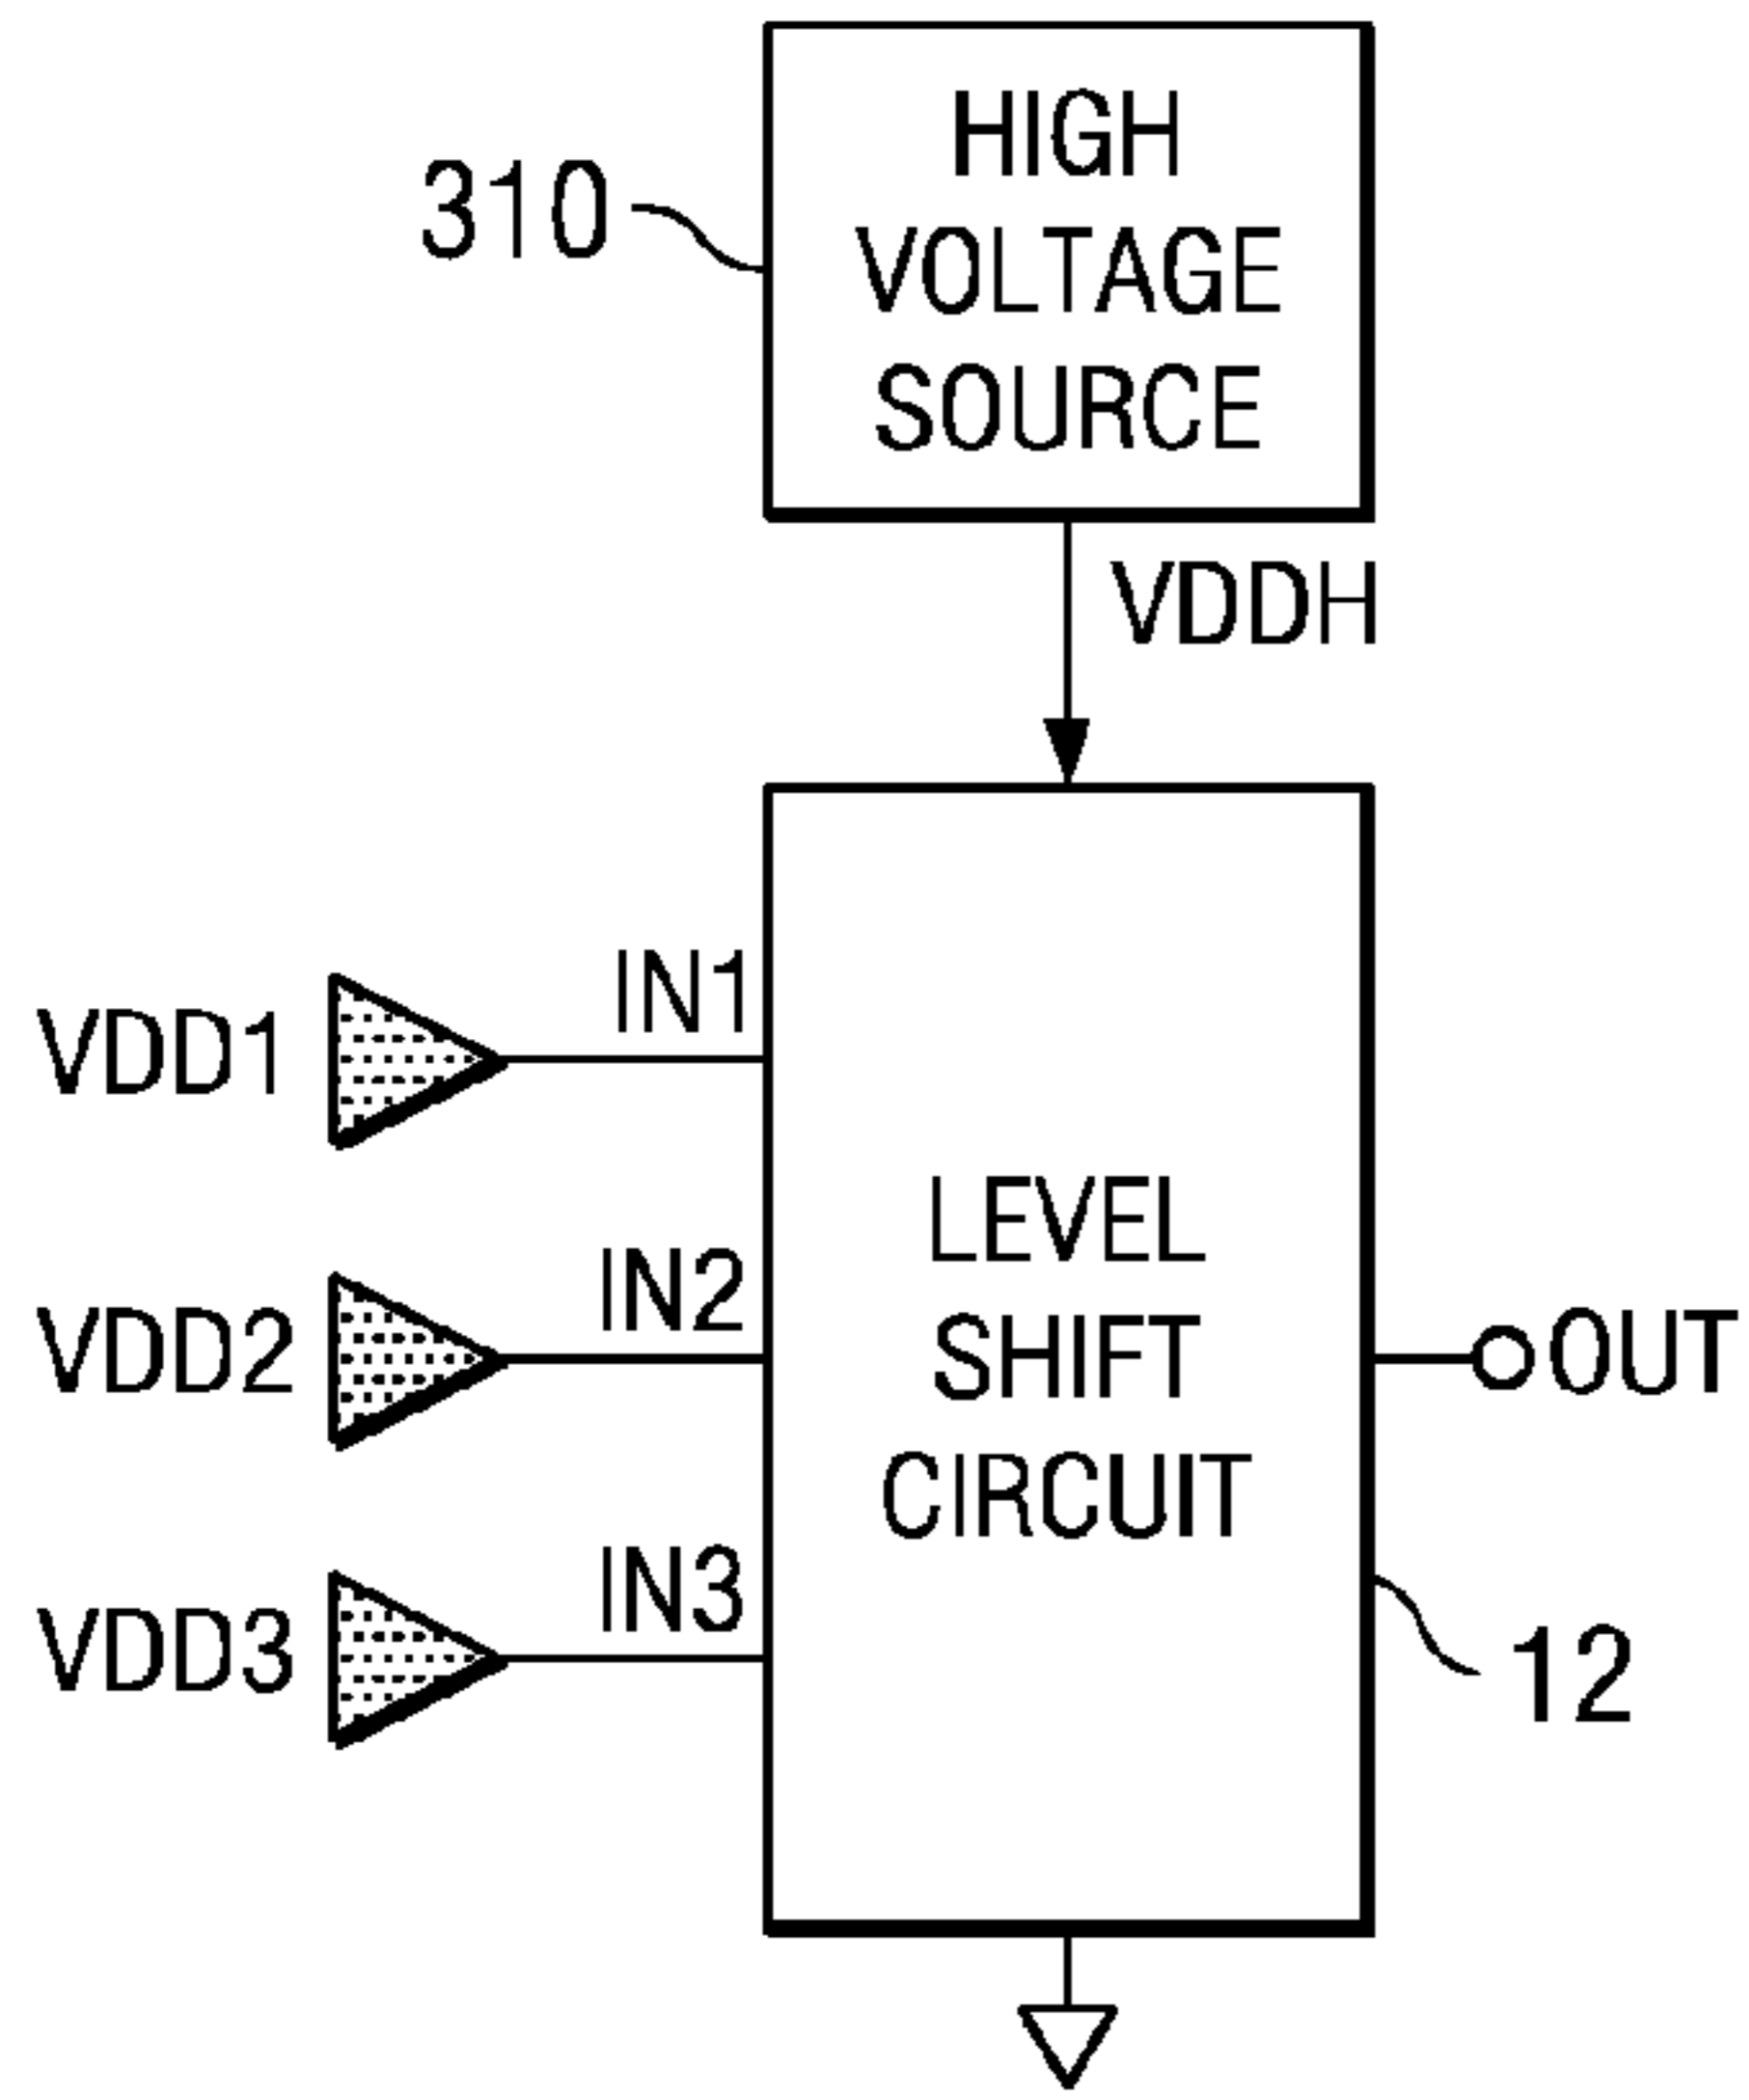 HIGH
VOLTAGE
SOURCE
310
VDDH
IN1
VDD1
IN2
VDD2
IN3
VDD3
LEVEL
SHIFT
CIRCUIT
OUT
12